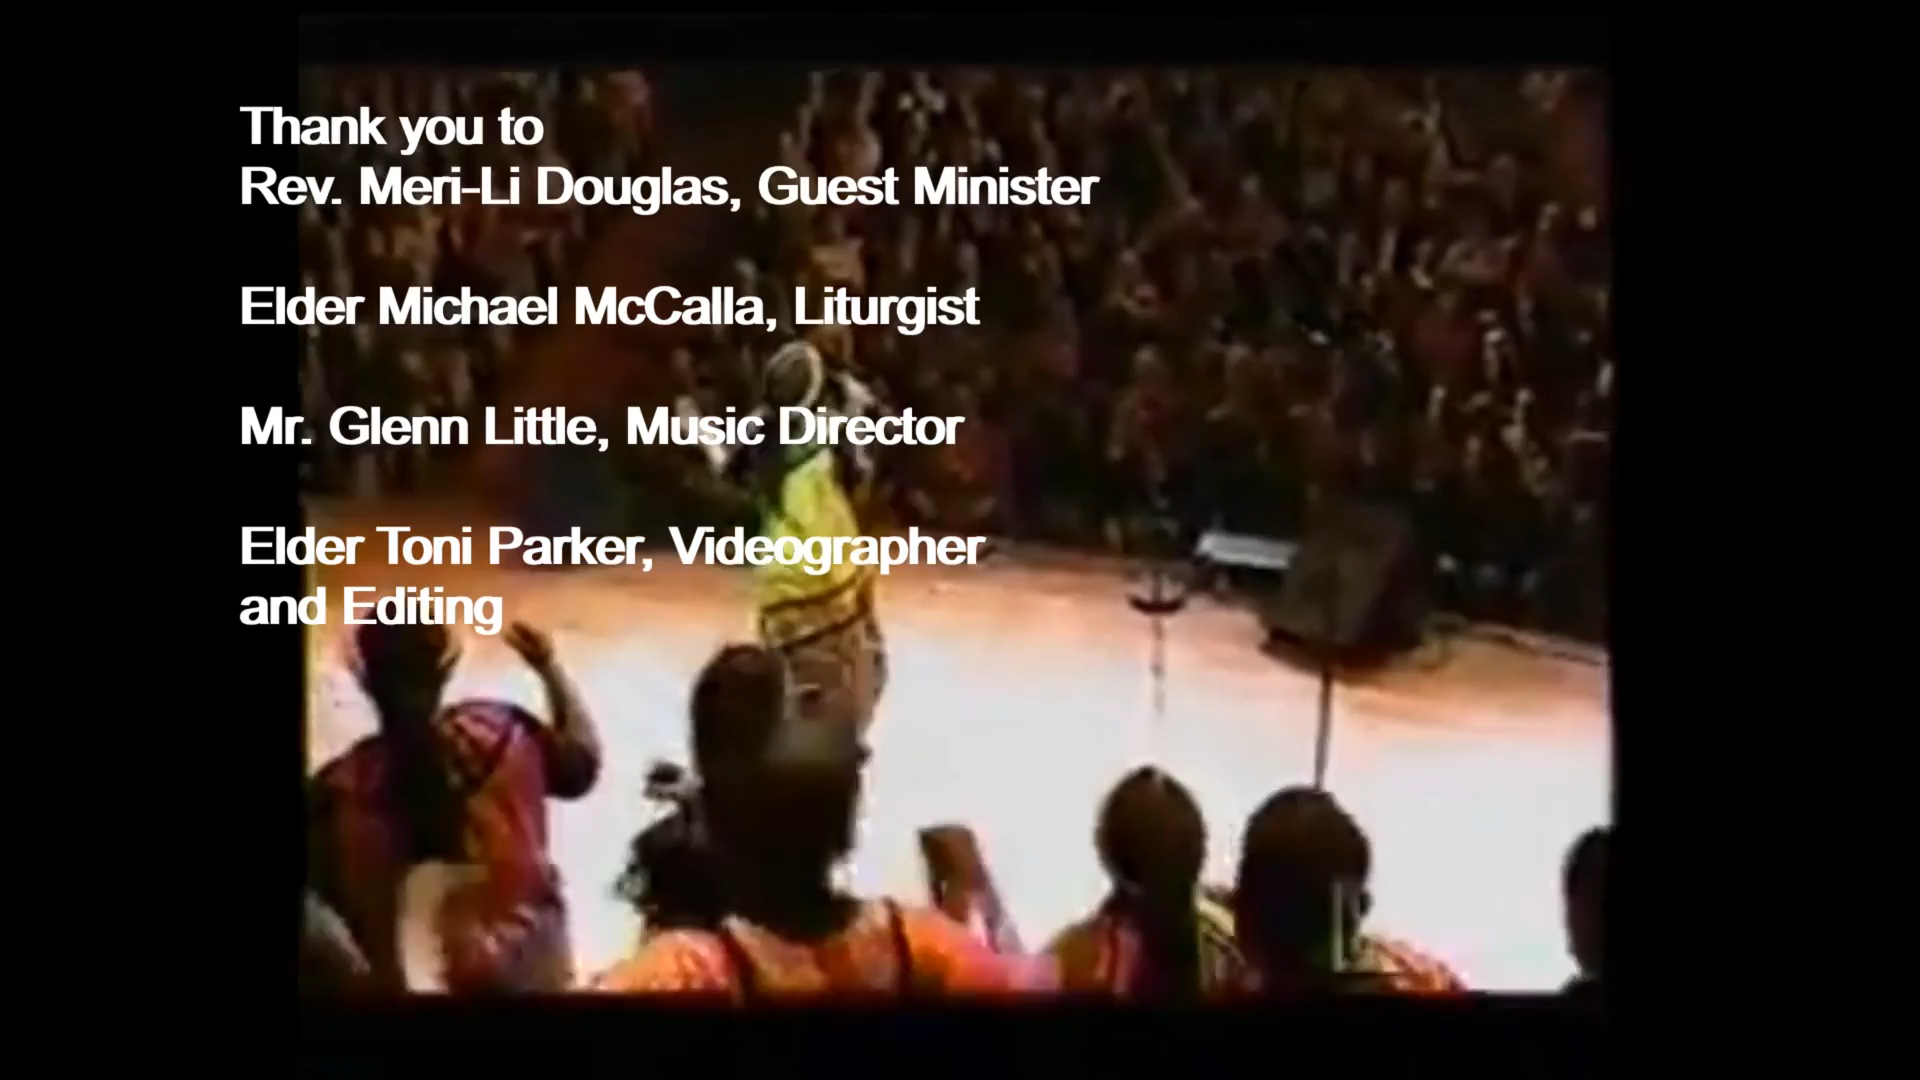 Thank you to
Rev. Meri-Li Douglas, Guest Minister
Elder Michael McCalla, Liturgist
Mr. Glenn Little, Music Director
Elder Toni Parker, Videographer
and Editing